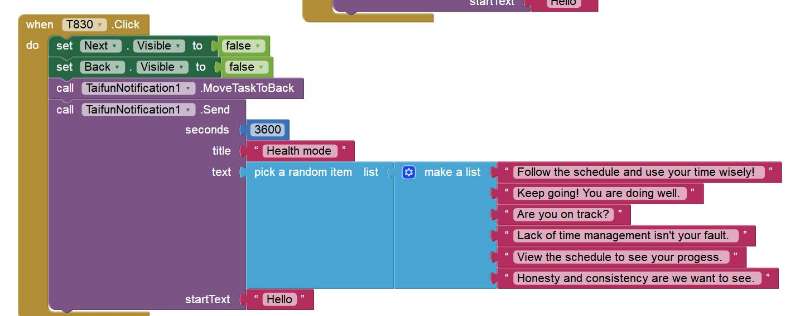 startText " Hello "
when T830 .Click
do set Next . Visible to false
set Back . Visible to false
call TaifunNotification1 .MoveTaskToBack
call TaifunNotification1 .Send
seconds 3600
title " Health mode "
text pick a random item list make a list " Follow the schedule and use your time wisely! "
" Keep going! You are doing well. "
" Are you on track? "
" Lack of time management isn't your fault. "
" View the schedule to see your progess. "
" Honesty and consistency are we want to see. "
startText " Hello "